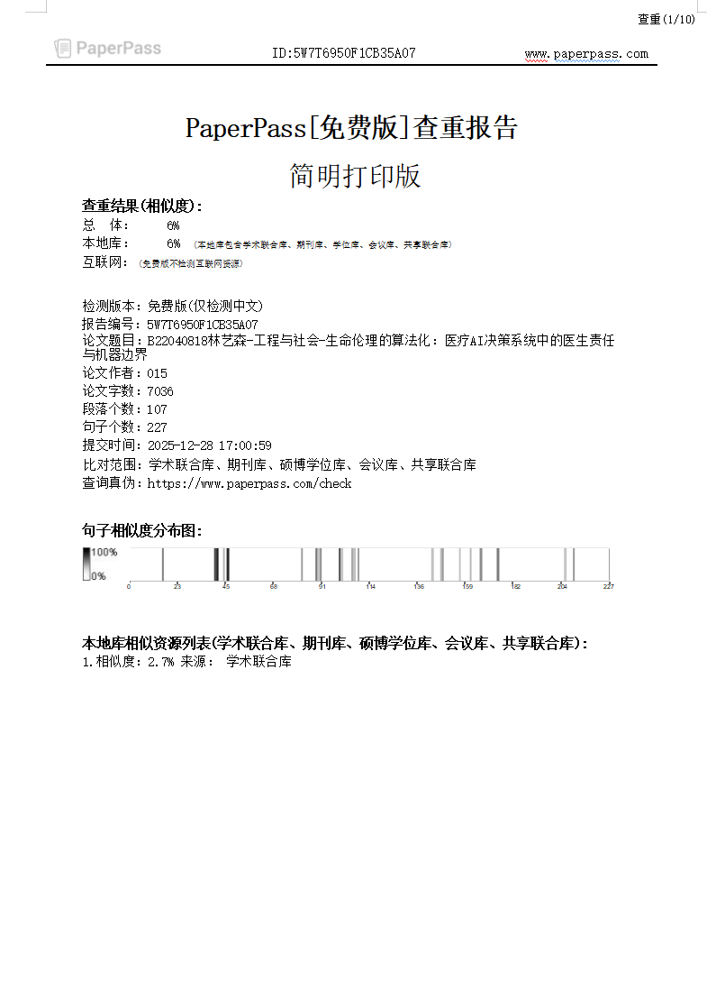 查重(1/10)
PaperPass
ID:5W7T6950F1CB35A07
www.paperpass.com
PaperPass[免费版]查重报告
简明打印版
查重结果(相似度):
总 体: 6%
本地库: 6% (本地库包含学术联合库、期刊库、学位库、会议库、共享联合库)
互联网: (免费版不检测互联网资源)
检测版本: 免费版(仅检测中文)
报告编号: 5W7T6950F1CB35A07
论文题目: B22040818林艺森-工程与社会-生命伦理的算法化: 医疗AI决策系统中的医生责任
与机器边界
论文作者: 015
论文字数: 7036
段落个数: 107
句子个数: 227
提交时间: 2025-12-28 17:00:59
比对范围: 学术联合库、期刊库、硕博学位库、会议库、共享联合库
查询真伪: https://www.paperpass.com/check
句子相似度分布图:
100%
0%
0 23 45 68 91 114 136 159 182 204 227
本地库相似资源列表(学术联合库、期刊库、硕博学位库、会议库、共享联合库):
1.相似度: 2.7% 来源: 学术联合库